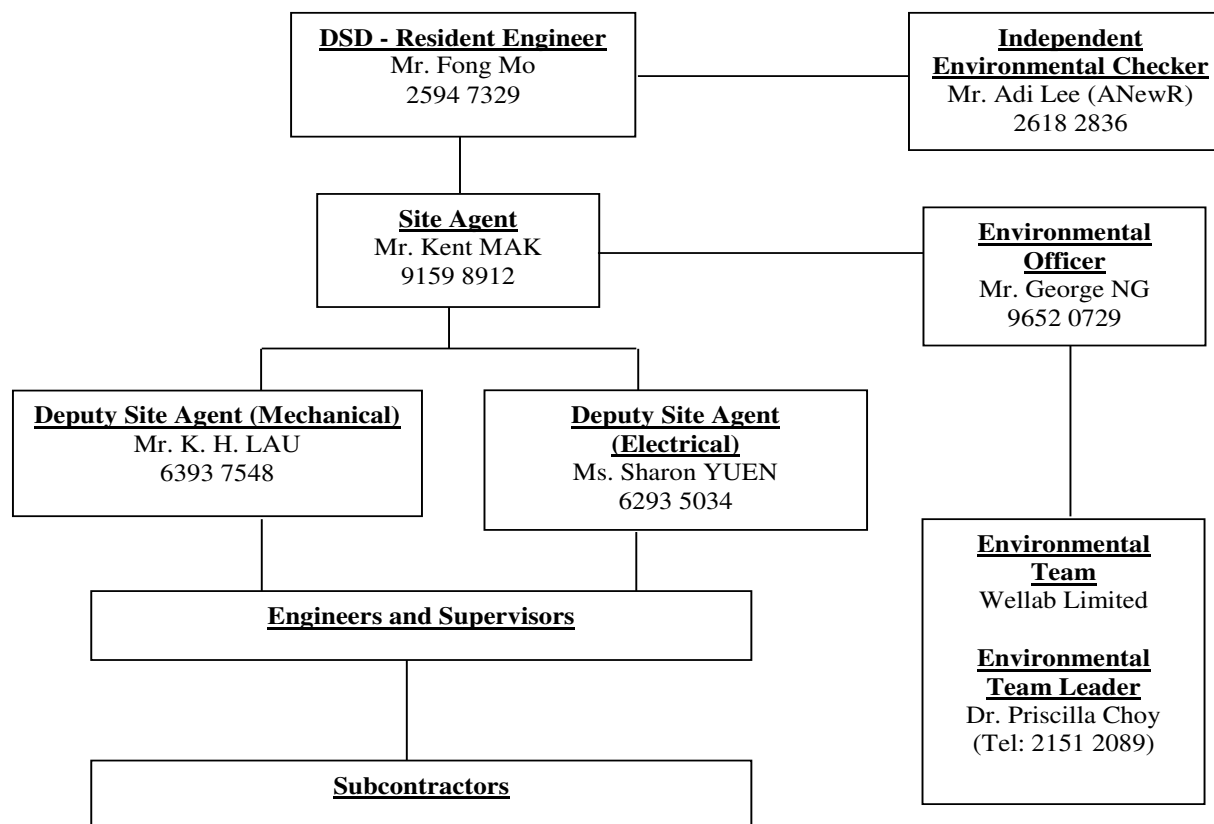 DSD - Resident Engineer
Mr. Fong Mo
2594 7329
Independent
Environmental Checker
Mr. Adi Lee (ANewR)
2618 2836
Site Agent
Mr. Kent MAK
9159 8912
Environmental
Officer
Mr. George NG
9652 0729
Deputy Site Agent (Mechanical)
Mr. K. H. LAU
6393 7548
Deputy Site Agent
(Electrical)
Ms. Sharon YUEN
6293 5034
Engineers and Supervisors
Environmental
Team
Wellab Limited
Environmental
Team Leader
Dr. Priscilla Choy
(Tel: 2151 2089)
Subcontractors